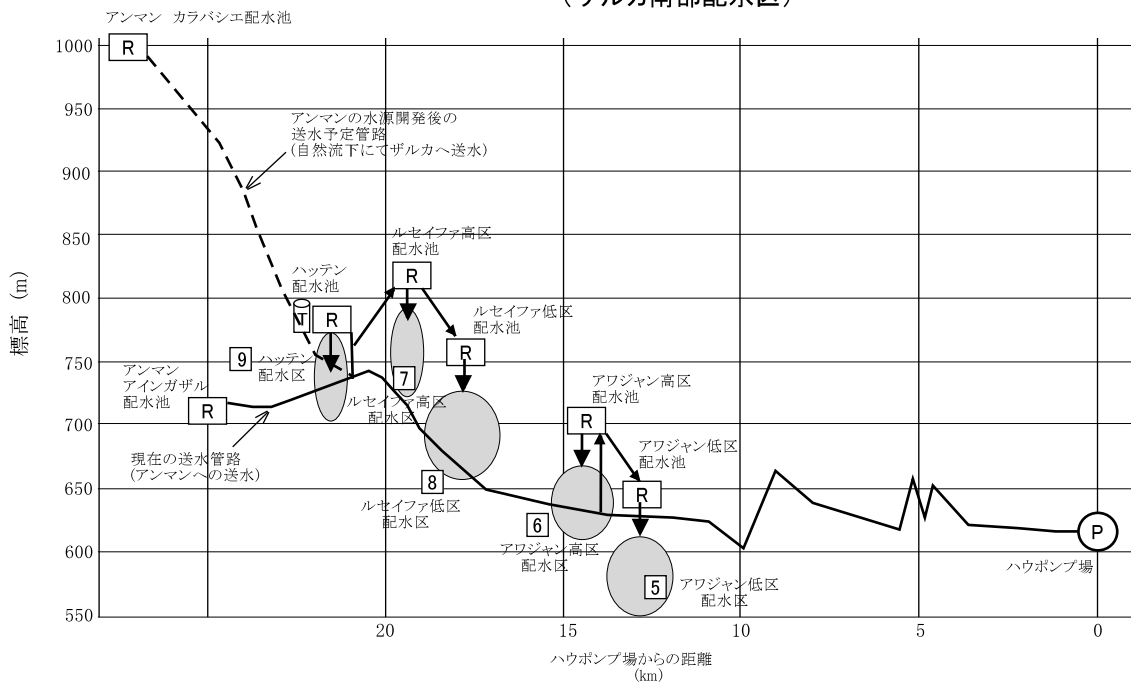 (ザルカ南部配水区)
アンマン カラバシエ配水池
R
1000
950
900
850
800
750
700
650
600
550
標高 (m)
アンマンの水源開発後の
送水予定管路
(自然流下にてザルカへ送水)
ルセイファ高区
配水池
R
ハッテン
配水池
T
R
ルセイファ低区
配水池
R
9
ハッテン
配水区
アンマン
アインガザル
配水池
R
7
ルセイファ高区
配水区
アワジャン高区
配水池
R
現在の送水管路
(アンマンへの送水)
8
ルセイファ低区
配水区
アワジャン低区
配水池
R
6
アワジャン高区
配水区
5
アワジャン低区
配水区
P
ハウポンプ場
20
15
10
5
0
ハウポンプ場からの距離
(km)